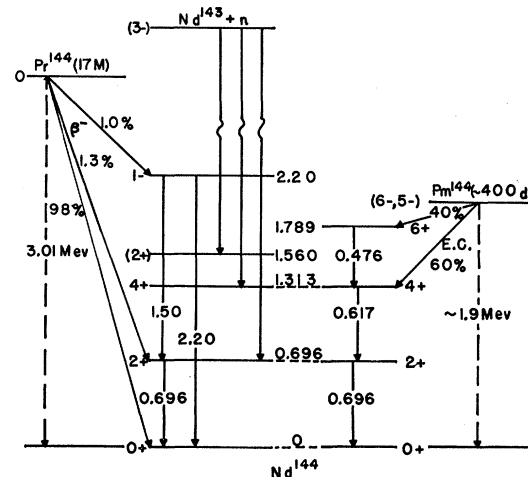 (3-) Nd¹⁴³+n
0 Pr¹⁴⁴(17M)
1.0%
β⁻
1.3%
1- 2.20
(6-,5-) Pm¹⁴⁴(~400 d
98% 1.789 6+ 40%
3.01 Mev (2+) 1.560 0.476 E.C.
60%
4+ 1.313 4+
1.50 2.20 0.617 ~1.9 Mev
2+ 0.696 2+
0.696 0.696
0+ 0 0+
Nd¹⁴⁴